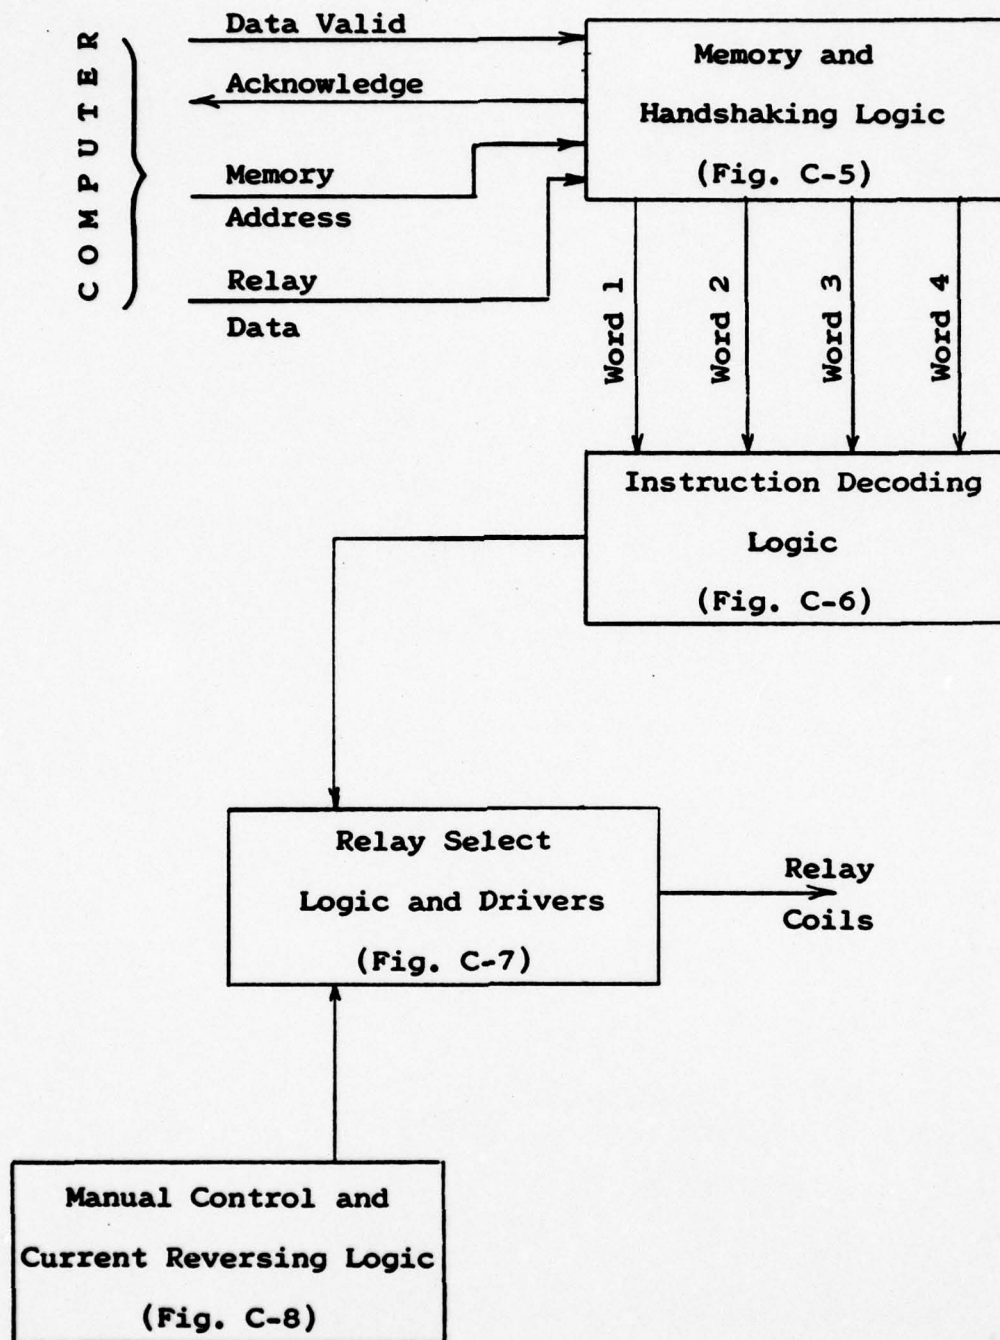 COMPUTER
Data Valid
Acknowledge
Memory
Address
Relay
Data
Memory and
Handshaking Logic
(Fig. C-5)
Word 1
Word 2
Word 3
Word 4
Instruction Decoding
Logic
(Fig. C-6)
Relay Select
Logic and Drivers
(Fig. C-7)
Relay
Coils
Manual Control and
Current Reversing Logic
(Fig. C-8)